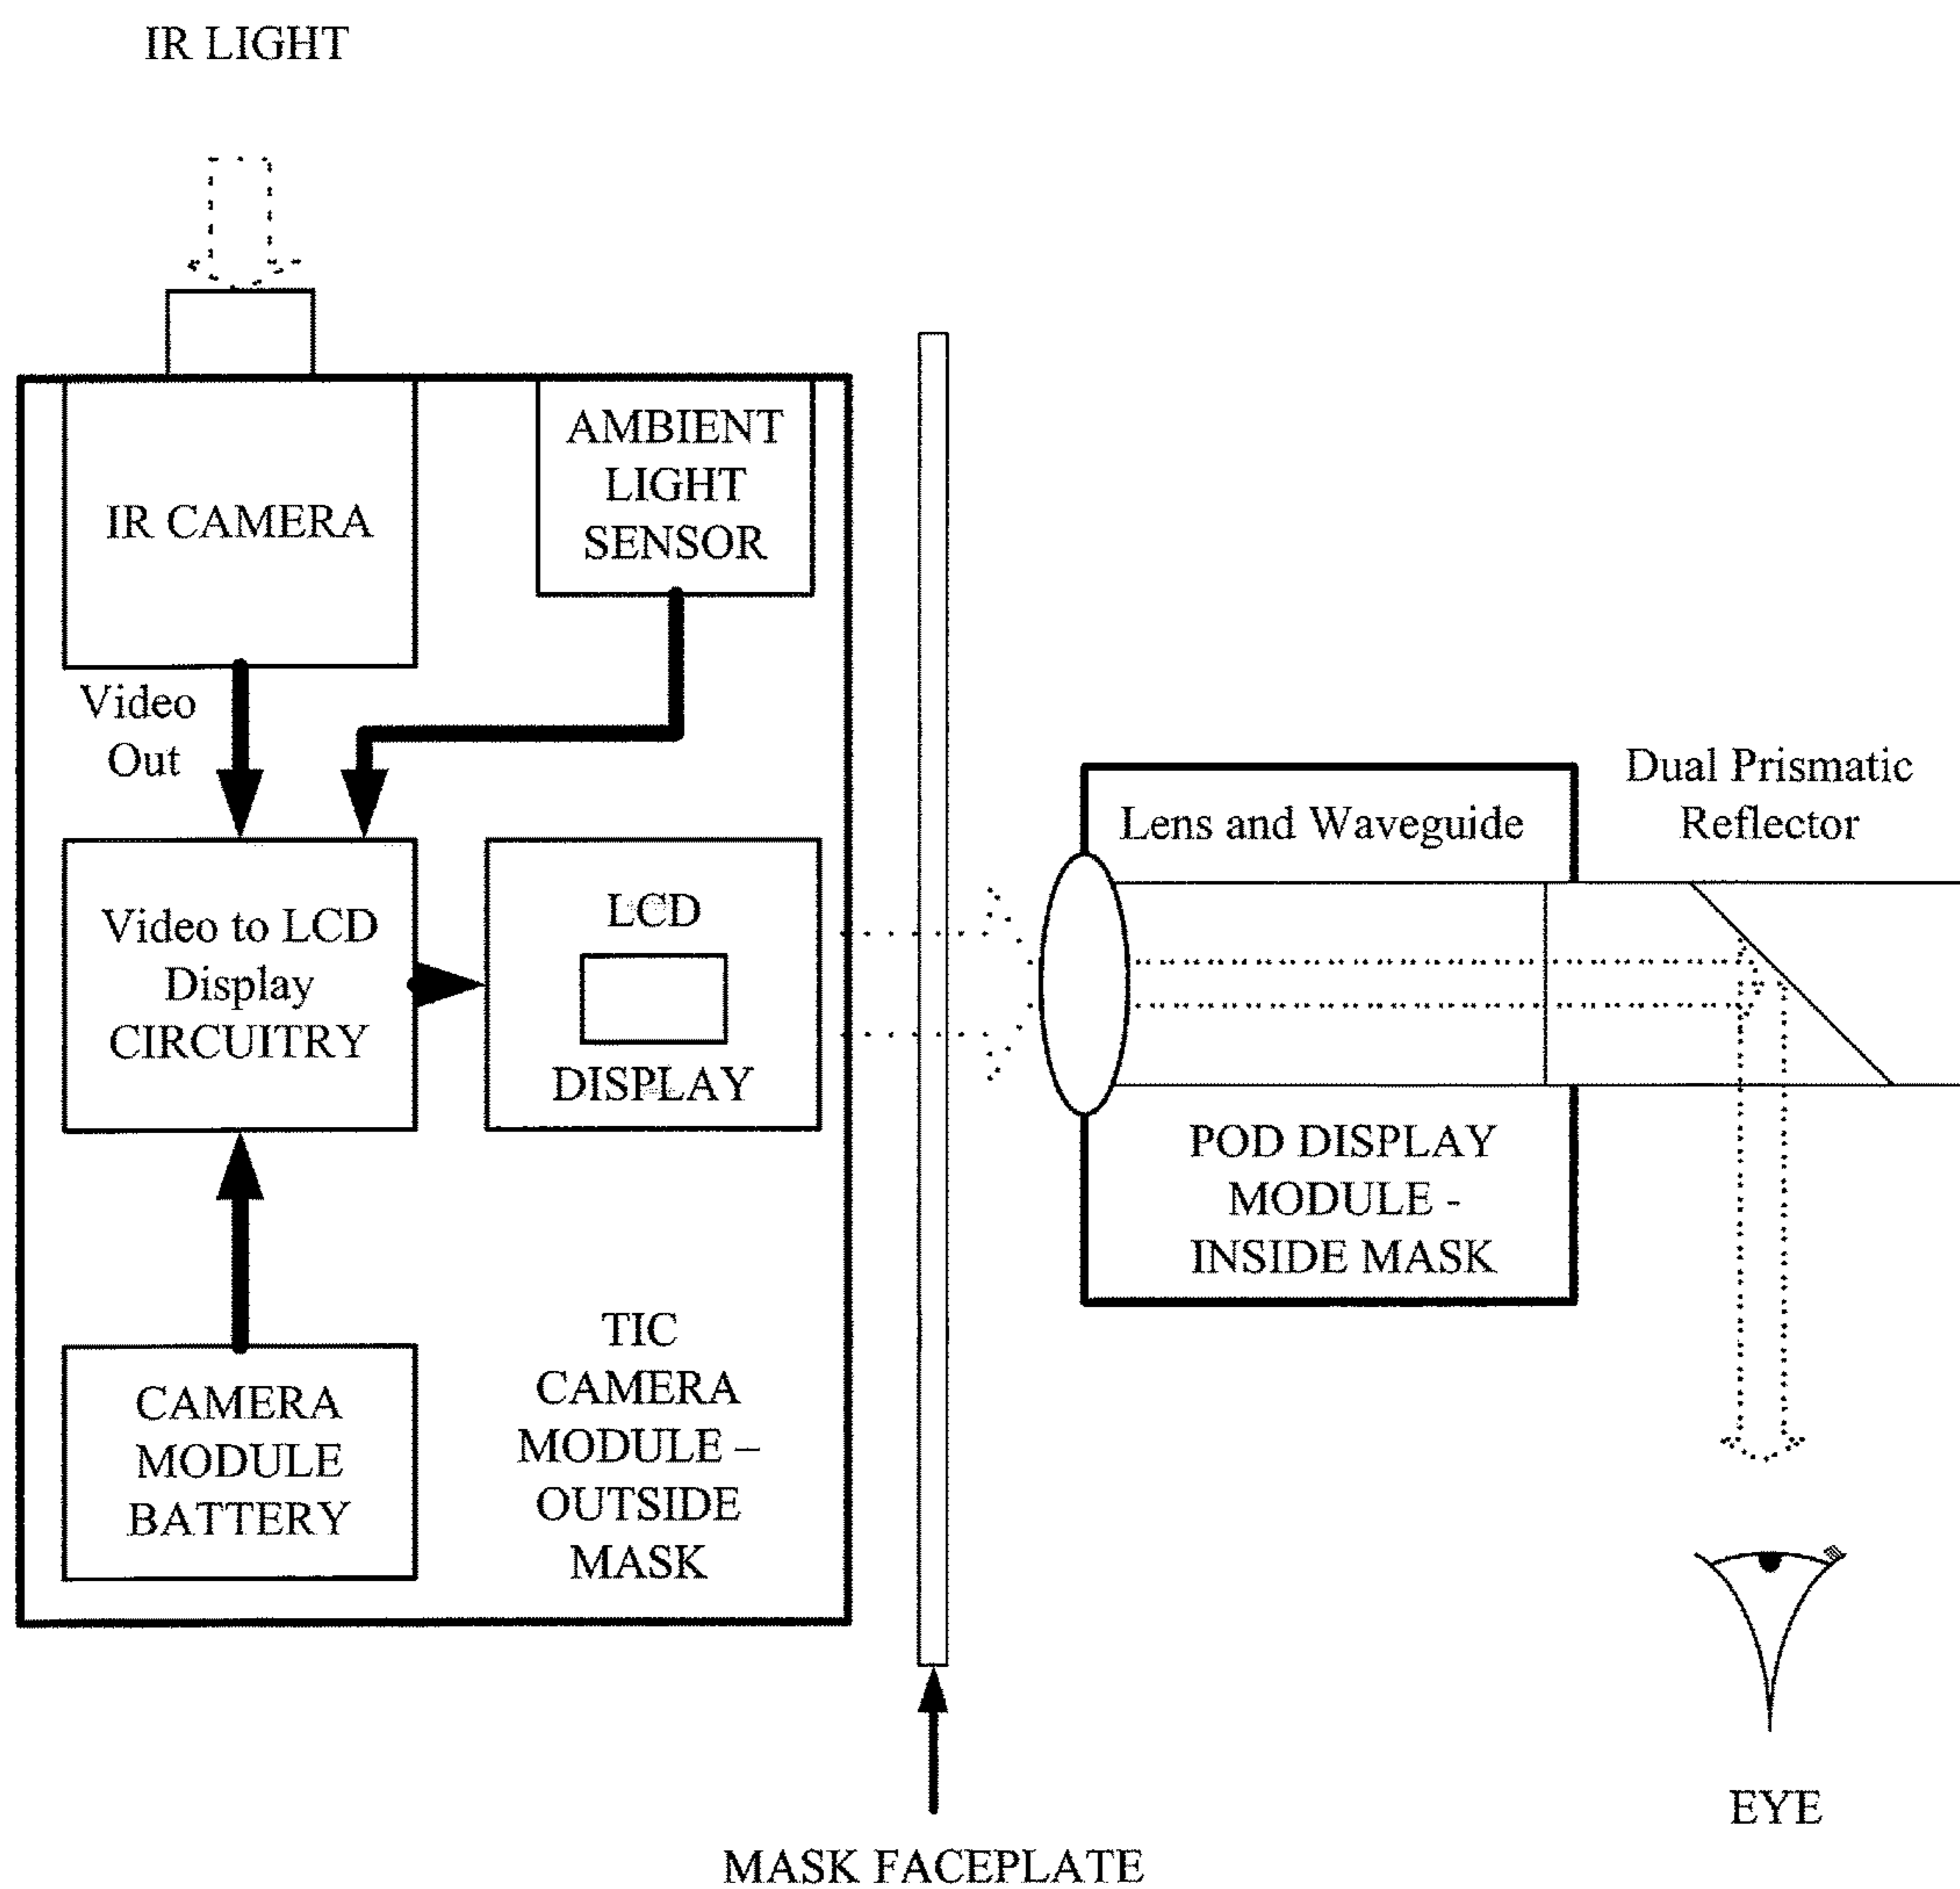 IR LIGHT
IR CAMERA
AMBIENT
LIGHT
SENSOR
Video
Out
Video to LCD
Display
CIRCUITRY
LCD
DISPLAY
CAMERA
MODULE
BATTERY
TIC
CAMERA
MODULE –
OUTSIDE
MASK
MASK FACEPLATE
Lens and Waveguide
POD DISPLAY
MODULE -
INSIDE MASK
Dual Prismatic
Reflector
EYE